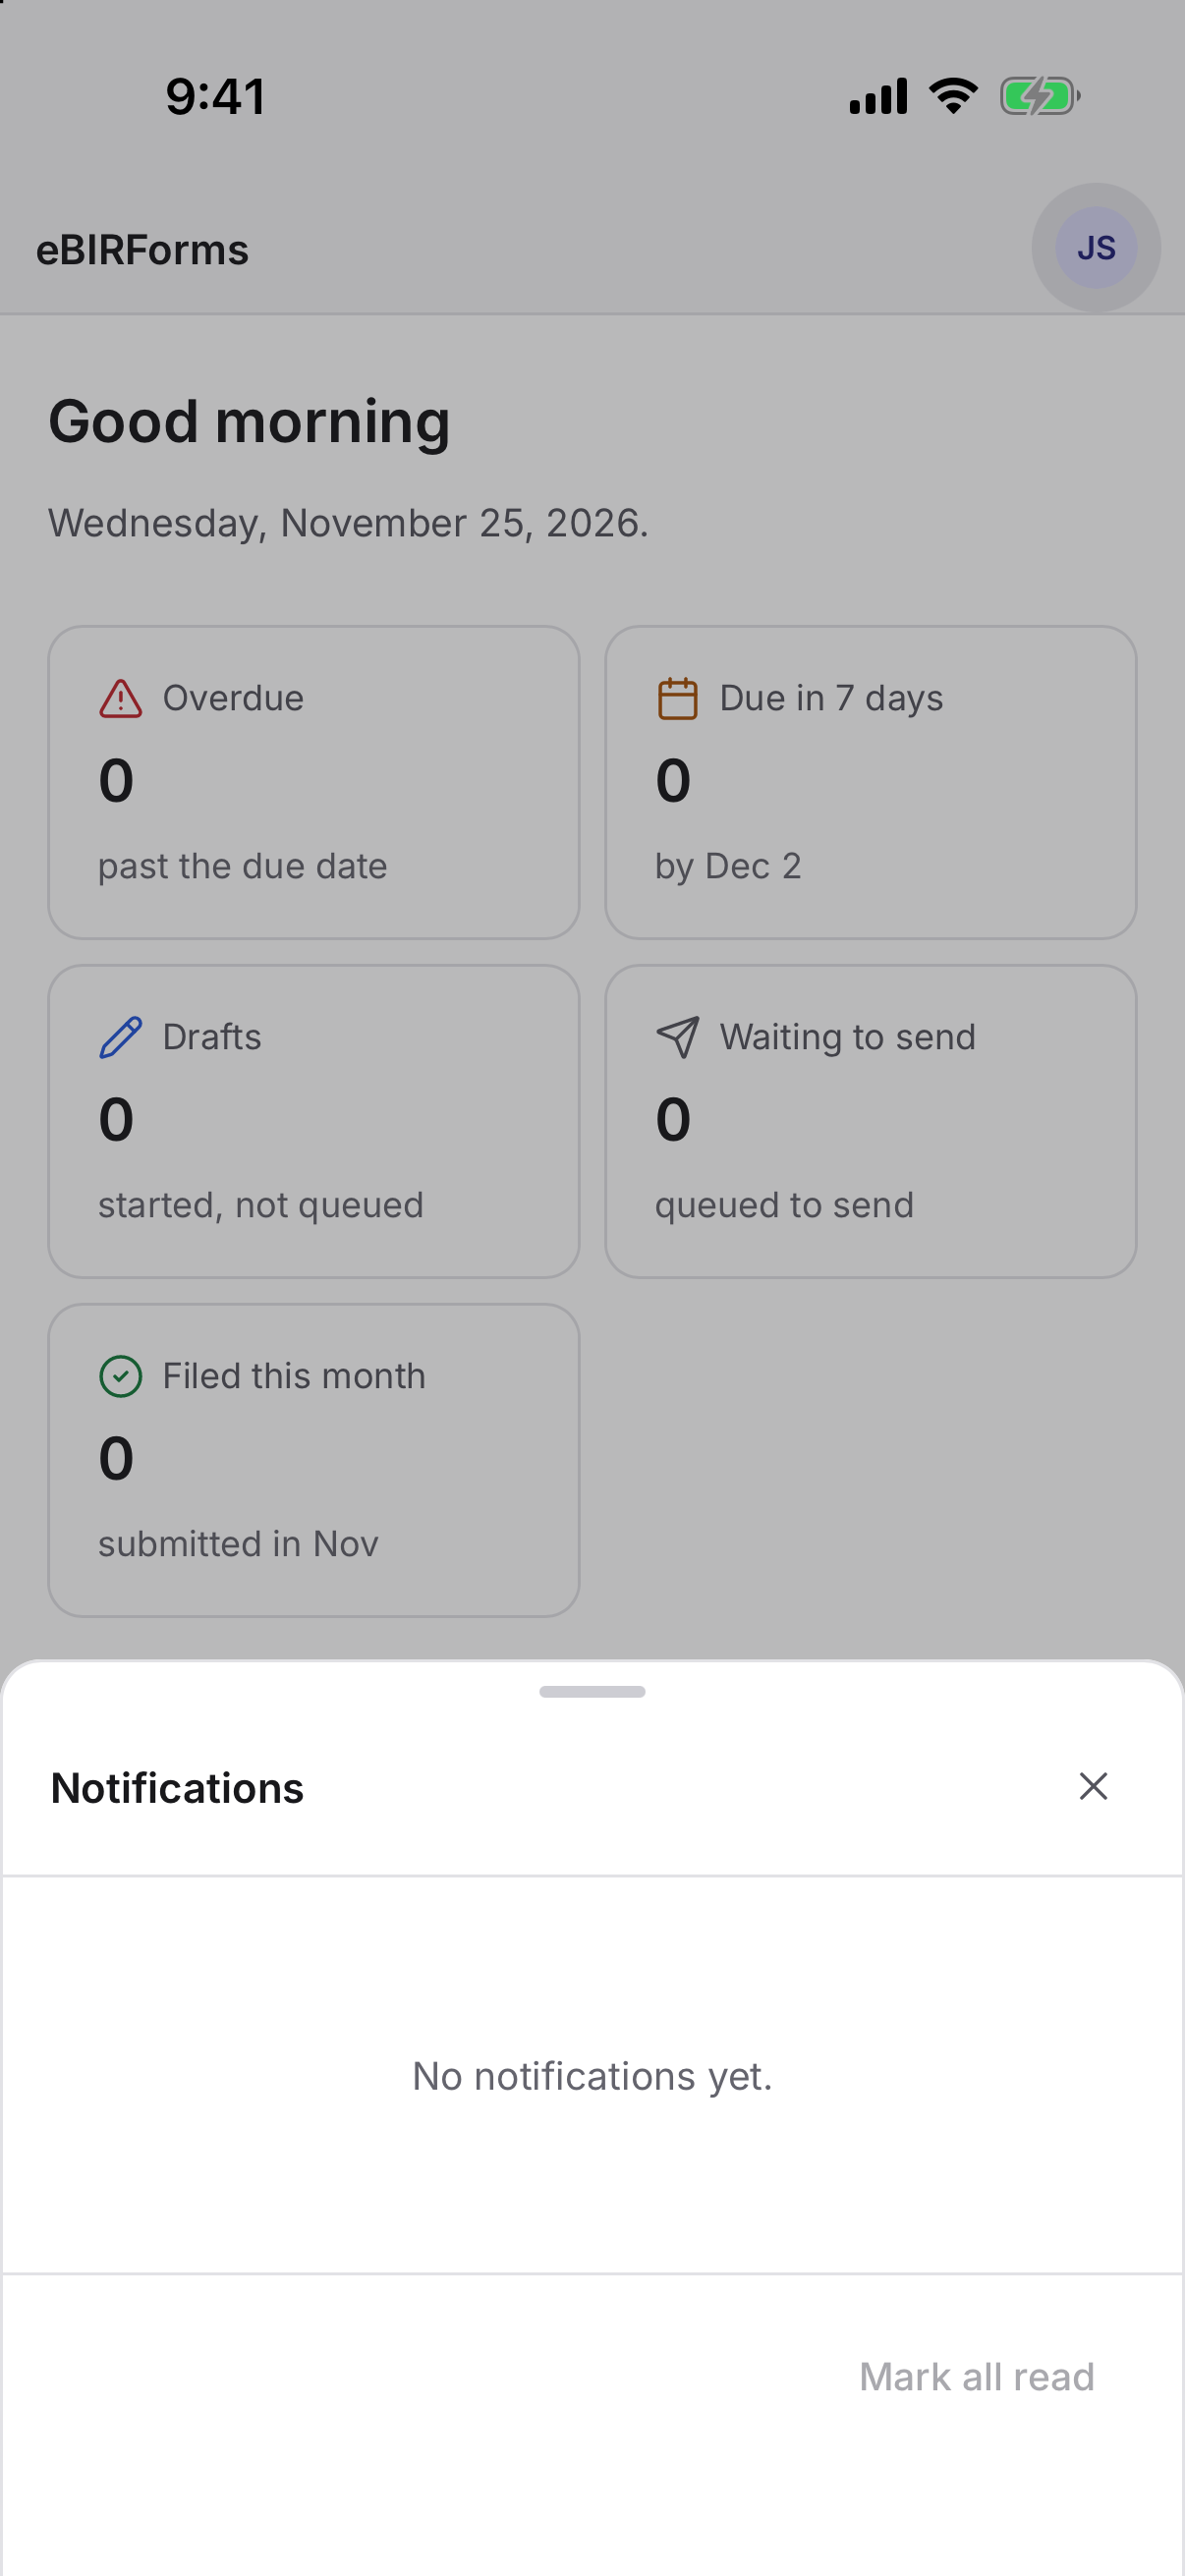 9:41
eBIRForms
JS
Good morning
Wednesday, November 25, 2026.
Overdue
0
past the due date
Due in 7 days
0
by Dec 2
Drafts
0
started, not queued
Waiting to send
0
queued to send
Filed this month
0
submitted in Nov
Notifications
No notifications yet.
Mark all read